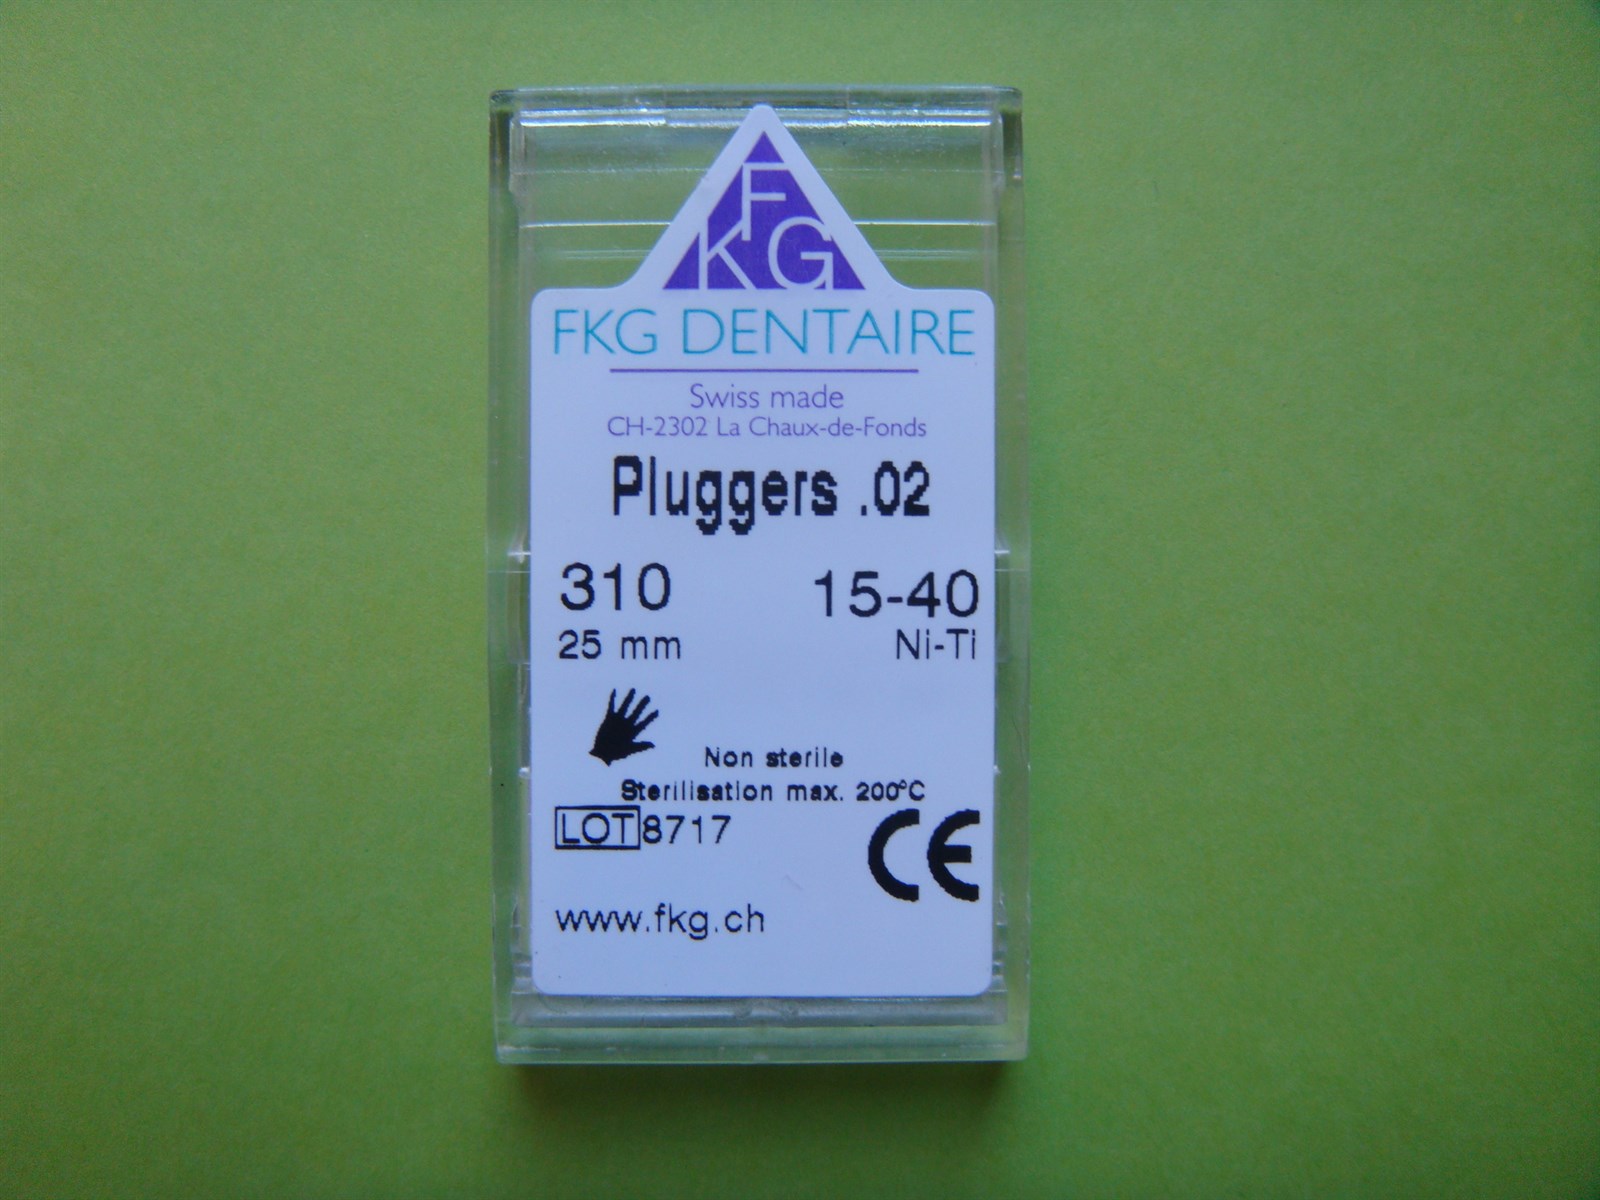 FKG
FKG DENTAIRE
Swiss made
CH-2302 La Chaux-de-Fonds
Pluggers .02
310 15-40
25 mm Ni-Ti
Non sterile
Sterilisation max. 200°C
LOT 8717
CE
www.fkg.ch